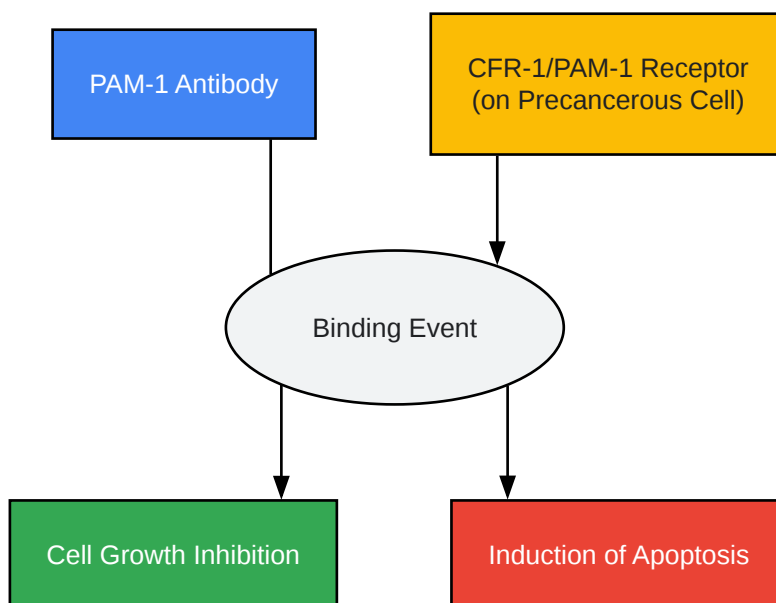 PAM-1 Antibody
CFR-1/PAM-1 Receptor
(on Precancerous Cell)
Binding Event
Cell Growth Inhibition
Induction of Apoptosis